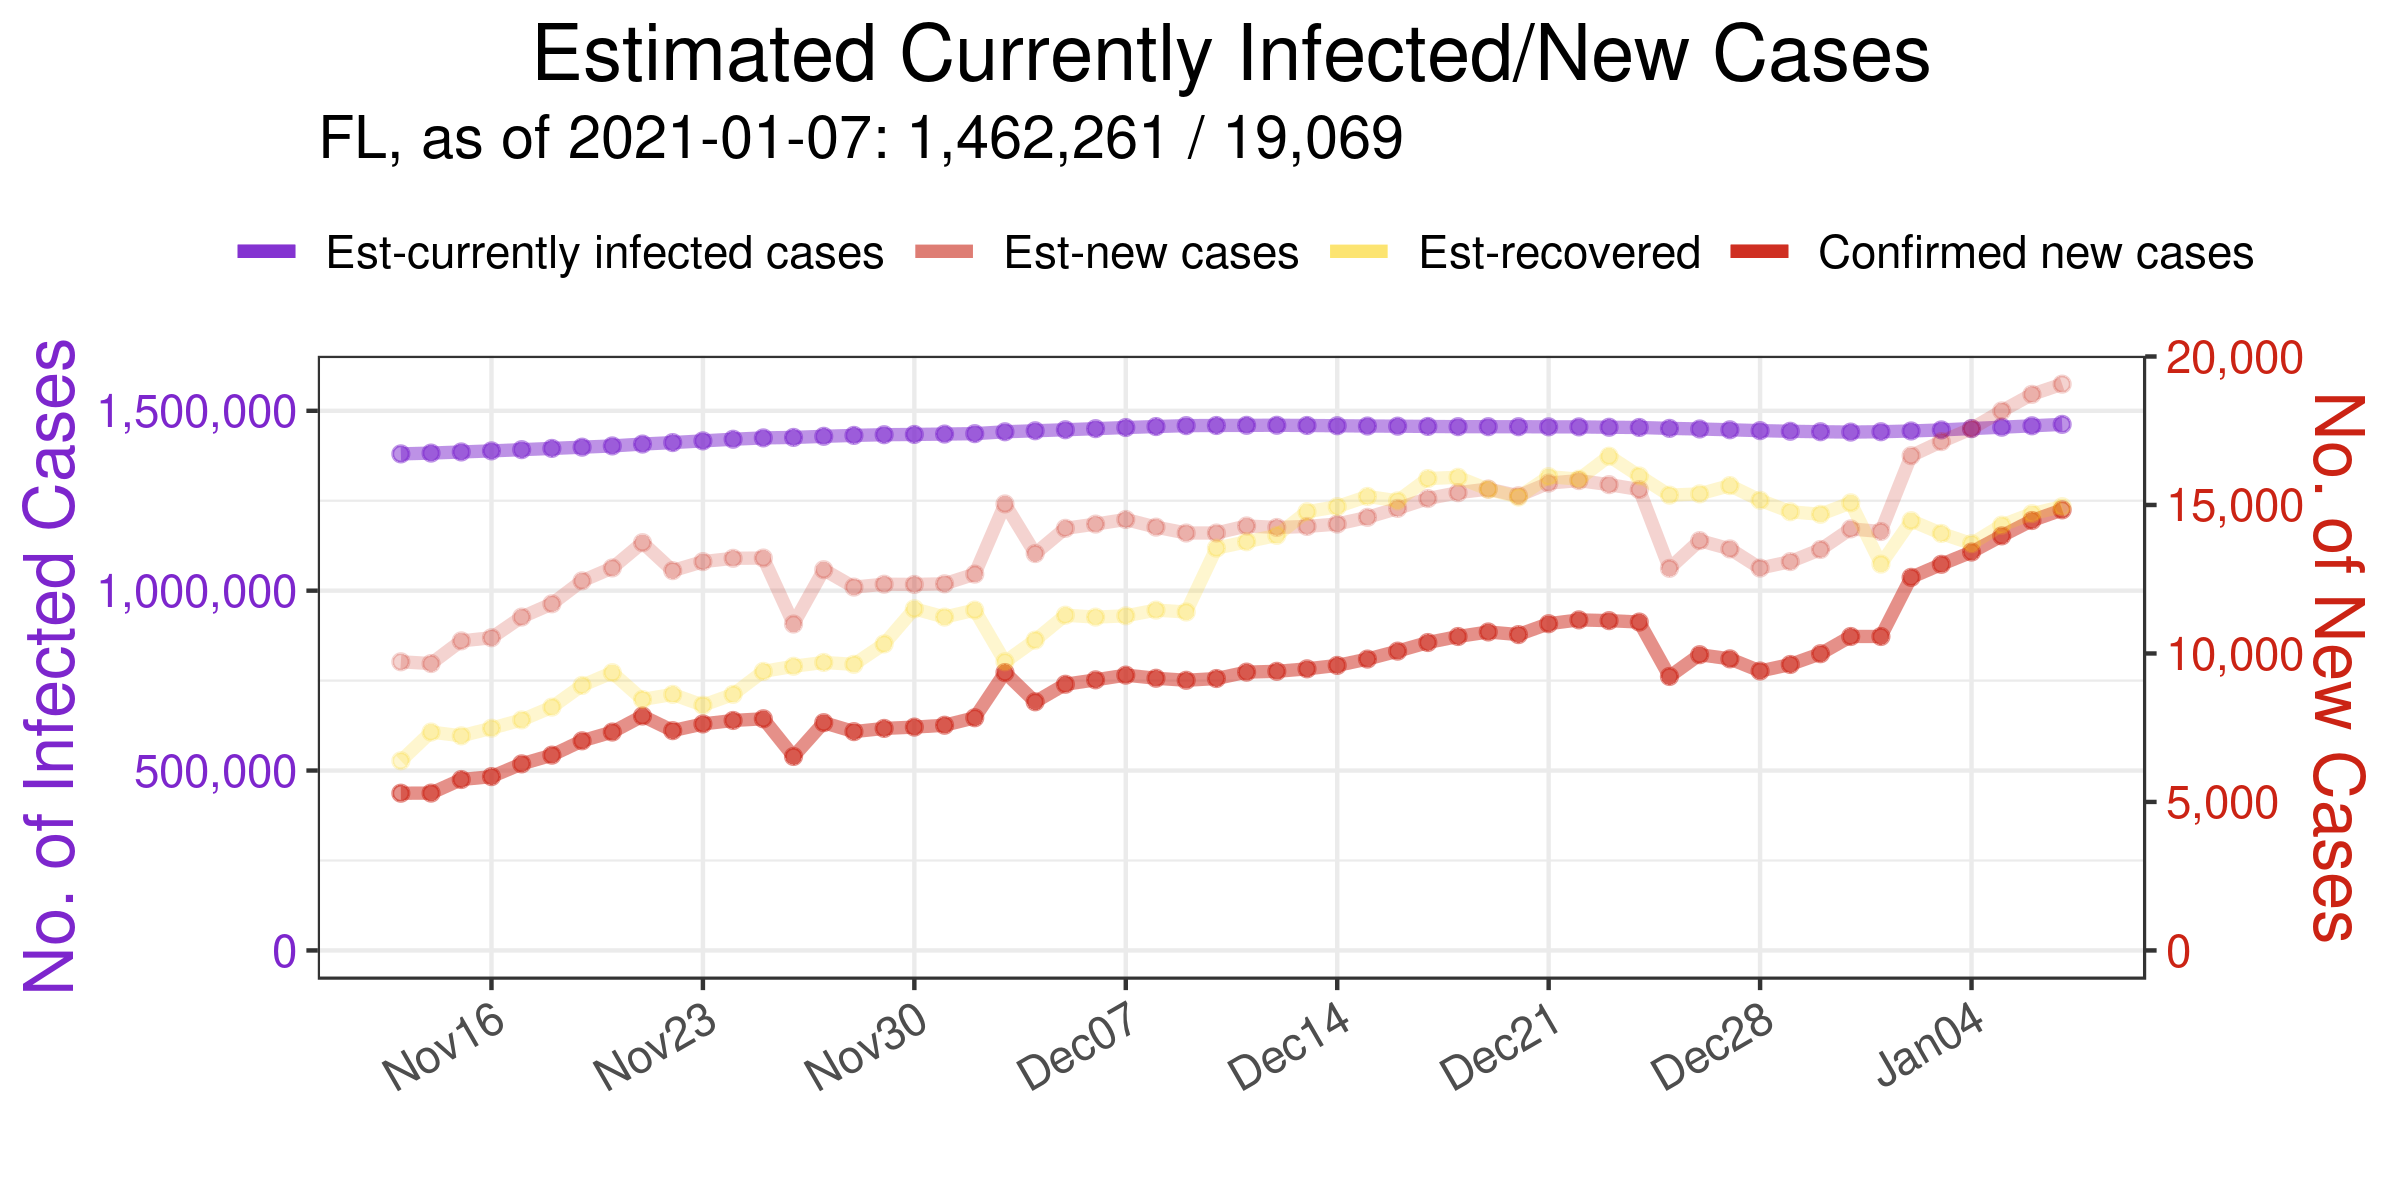 Estimated Currently Infected/New Cases
FL, as of 2021-01-07: 1,462,261 / 19,069
Est-currently infected cases Est-new cases Est-recovered Confirmed new cases
No. of Infected Cases
1,500,000
1,000,000
500,000
0
20,000
15,000
10,000
5,000
0
No. of New Cases
Nov16 Nov23 Nov30 Dec07 Dec14 Dec21 Dec28 Jan04